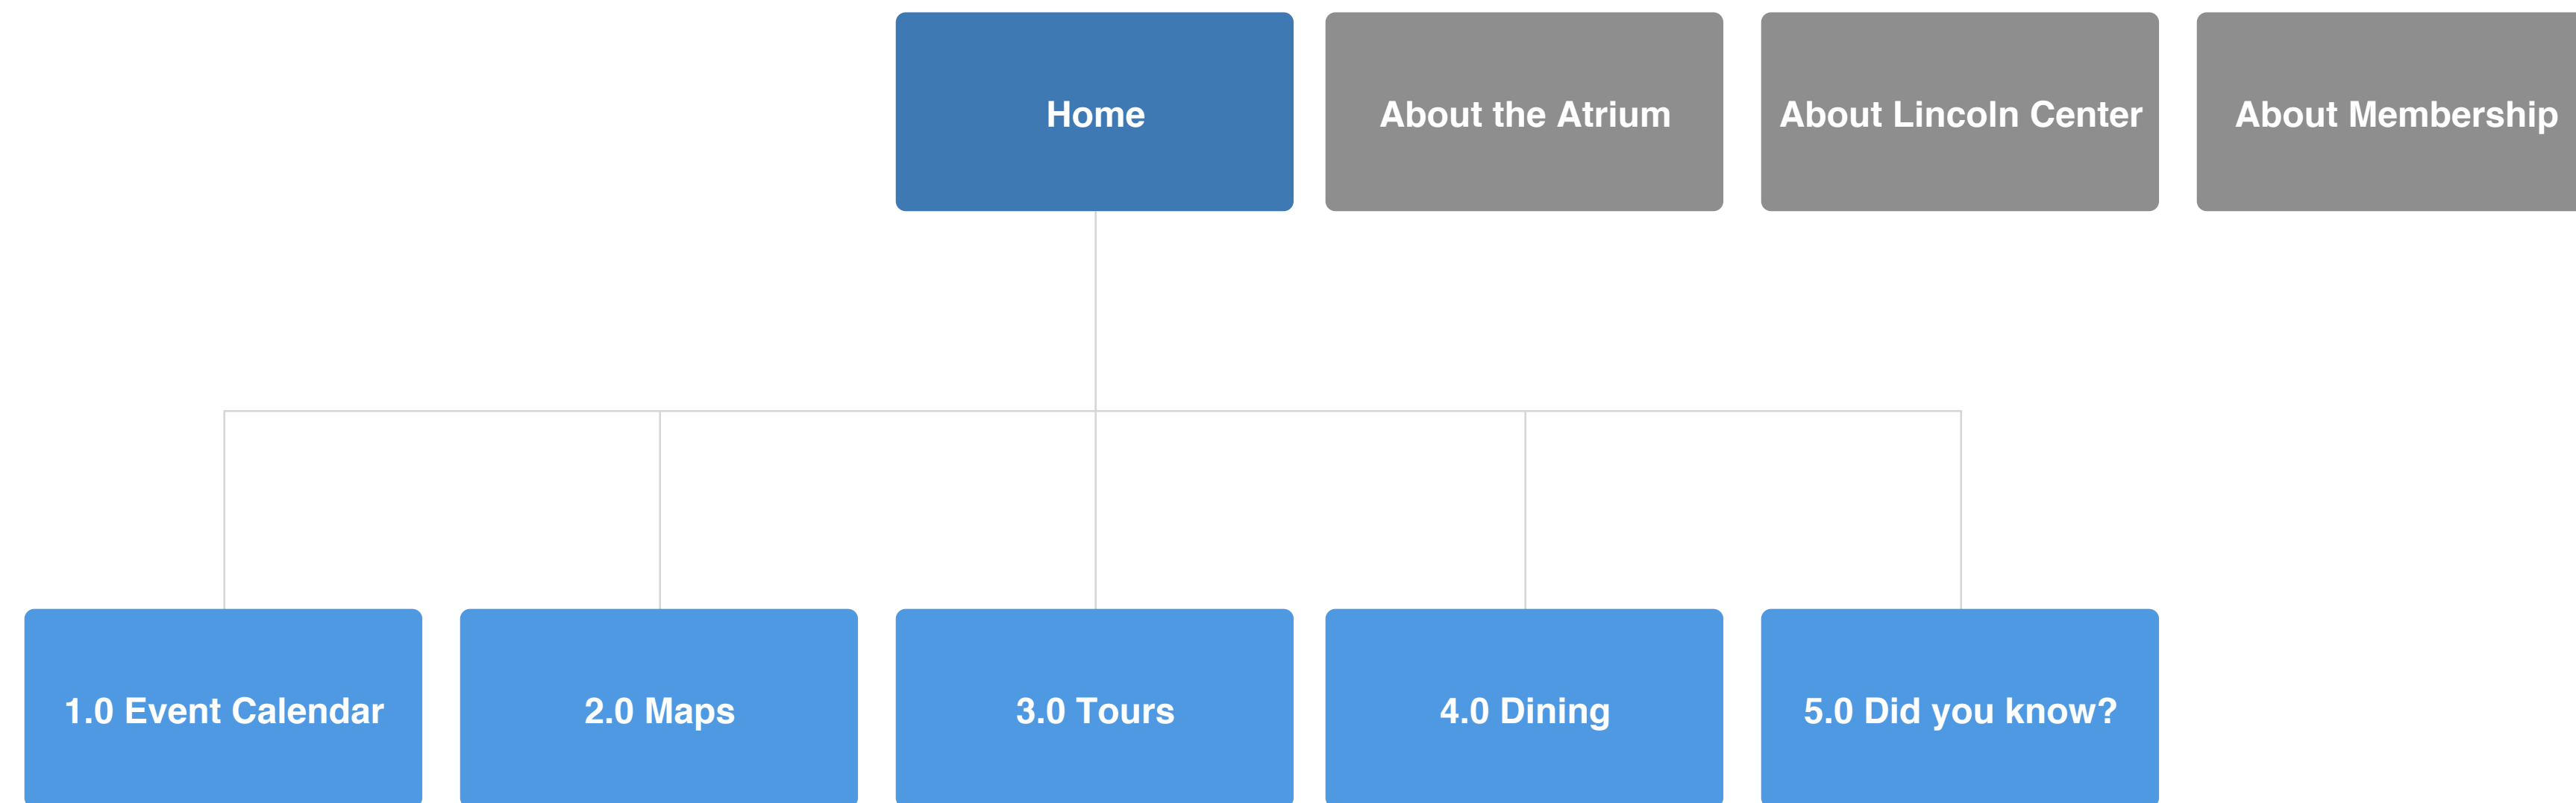 Home
About the Atrium
About Lincoln Center
About Membership
1.0 Event Calendar
2.0 Maps
3.0 Tours
4.0 Dining
5.0 Did you know?